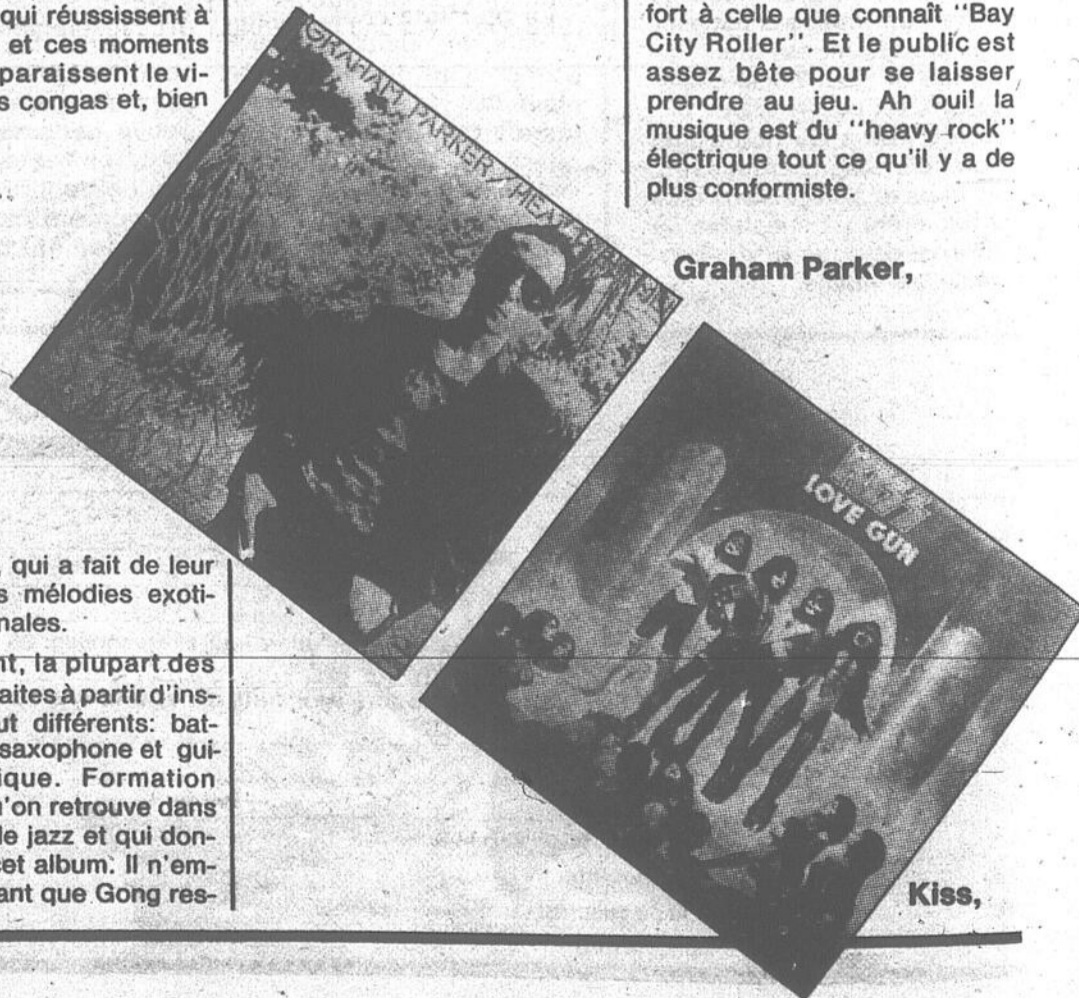 qui réussissent à
et ces moments
paraissent le vi-
s congas et, bien
qui a fait de leur
s mélodies exoti-
nales.
nt, la plupart des
aites à partir d'ins-
ut différents: bat-
saxophone et gui-
ique. Formation
u'on retrouve dans
le jazz et qui don-
cet album. Il n'em-
ant que Gong res-
GRAHAM PARKER/HEAT
LOVE GUN
fort à celle que connaît "Bay
City Roller". Et le public est
assez bête pour se laisser
prendre au jeu. Ah oui! la
musique est du "heavy rock"
électrique tout ce qu'il y a de
plus conformiste.
Graham Parker,
Kiss,